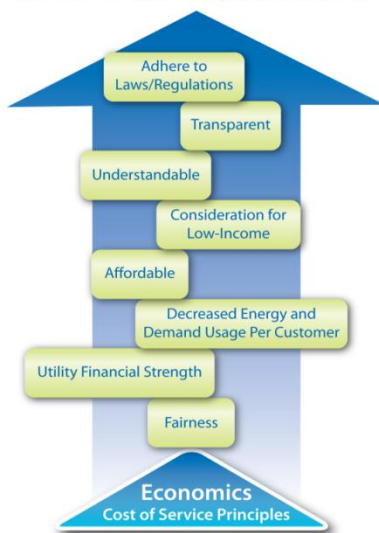 Adhere to
Laws/Regulations
Transparent
Understandable
Consideration for
Low-Income
Affordable
Decreased Energy and
Demand Usage Per Customer
Utility Financial Strength
Fairness
Economics
Cost of Service Principles